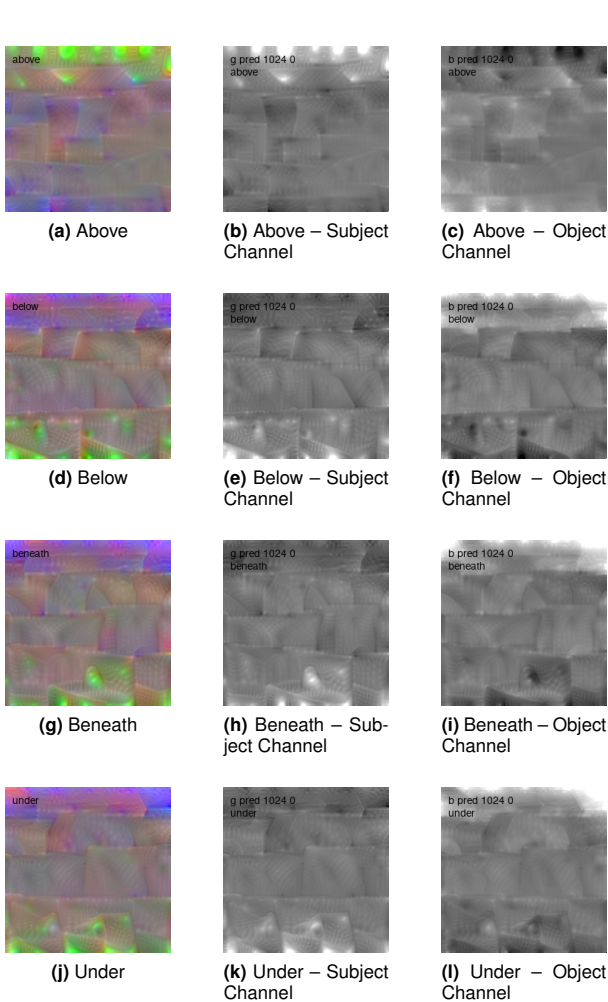 above
g pred 1024 0
above
b pred 1024 0
above
(a) Above
(b) Above – Subject
Channel
(c) Above – Object
Channel
below
g pred 1024 0
below
b pred 1024 0
below
(d) Below
(e) Below – Subject
Channel
(f) Below – Object
Channel
beneath
g pred 1024 0
beneath
b pred 1024 0
beneath
(g) Beneath
(h) Beneath – Sub-
ject Channel
(i) Beneath – Object
Channel
under
g pred 1024 0
under
b pred 1024 0
under
(j) Under
(k) Under – Subject
Channel
(l) Under – Object
Channel